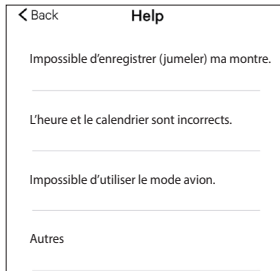 Back Help
Impossible d’enregistrer (jumeler) ma montre.
L’heure et le calendrier sont incorrects.
Impossible d’utiliser le mode avion.
Autres